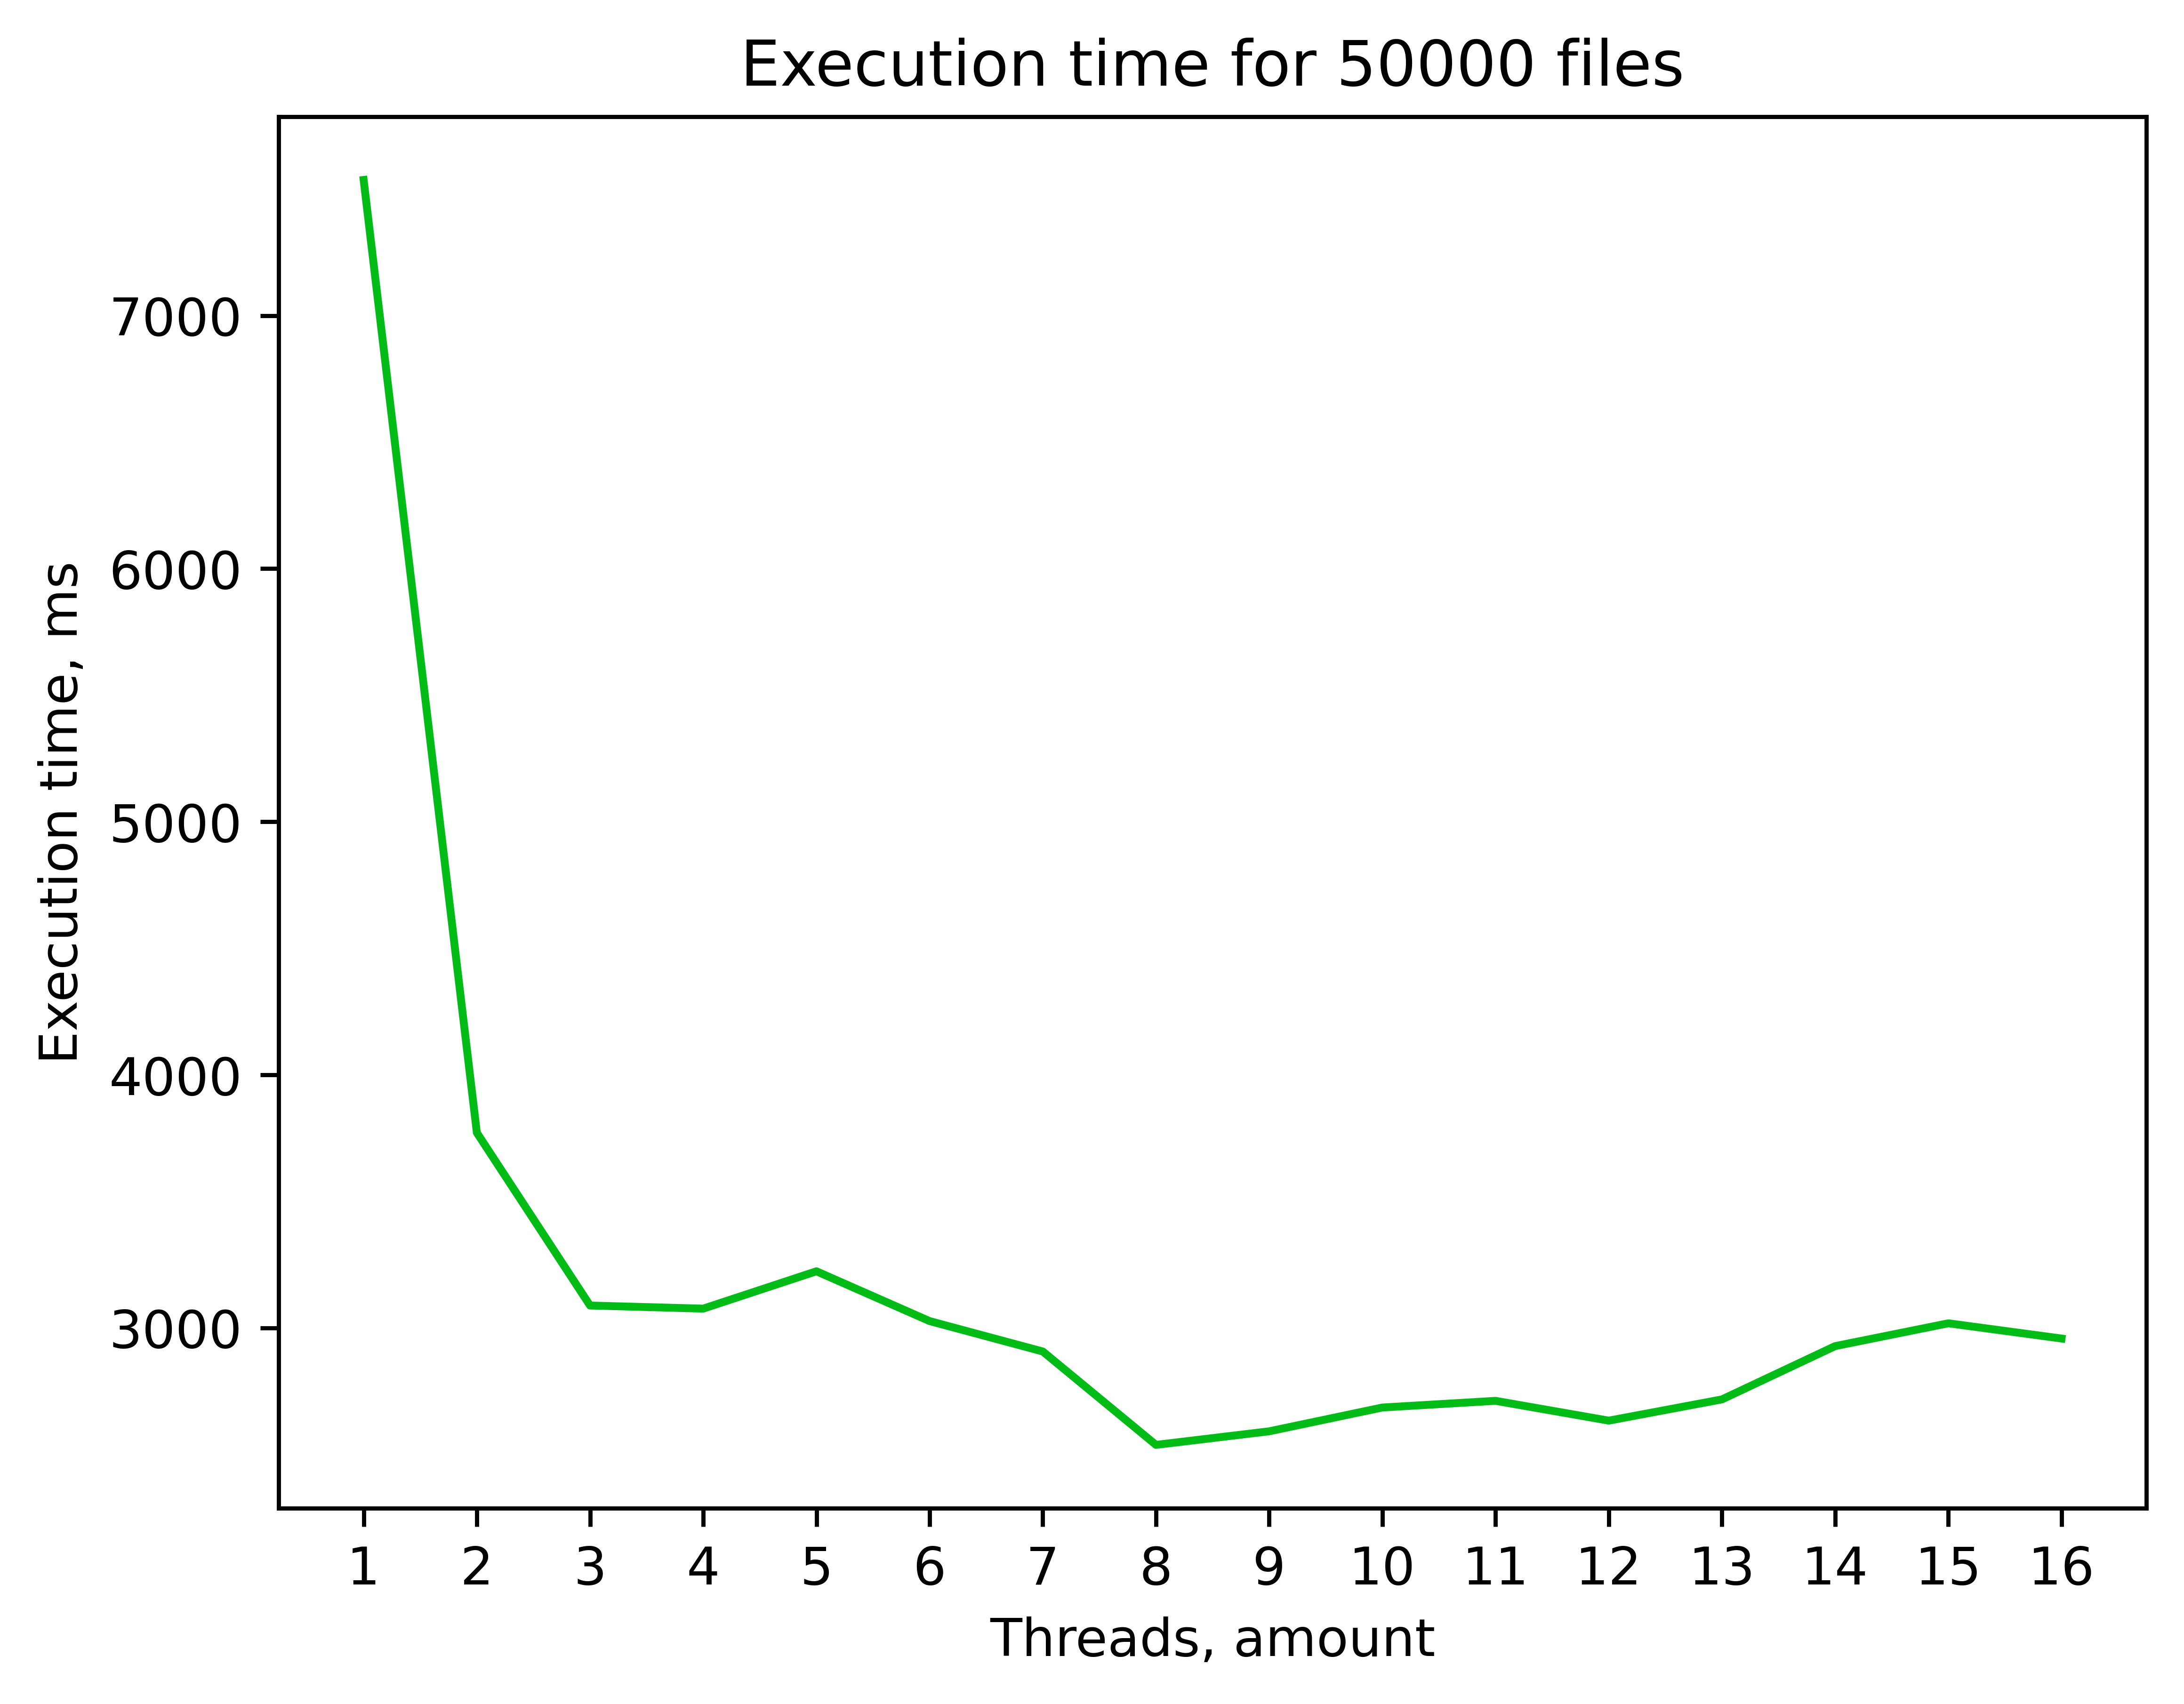 Execution time for 50000 files
Execution time, ms
7000
6000
5000
4000
3000
1 2 3 4 5 6 7 8 9 10 11 12 13 14 15 16
Threads, amount